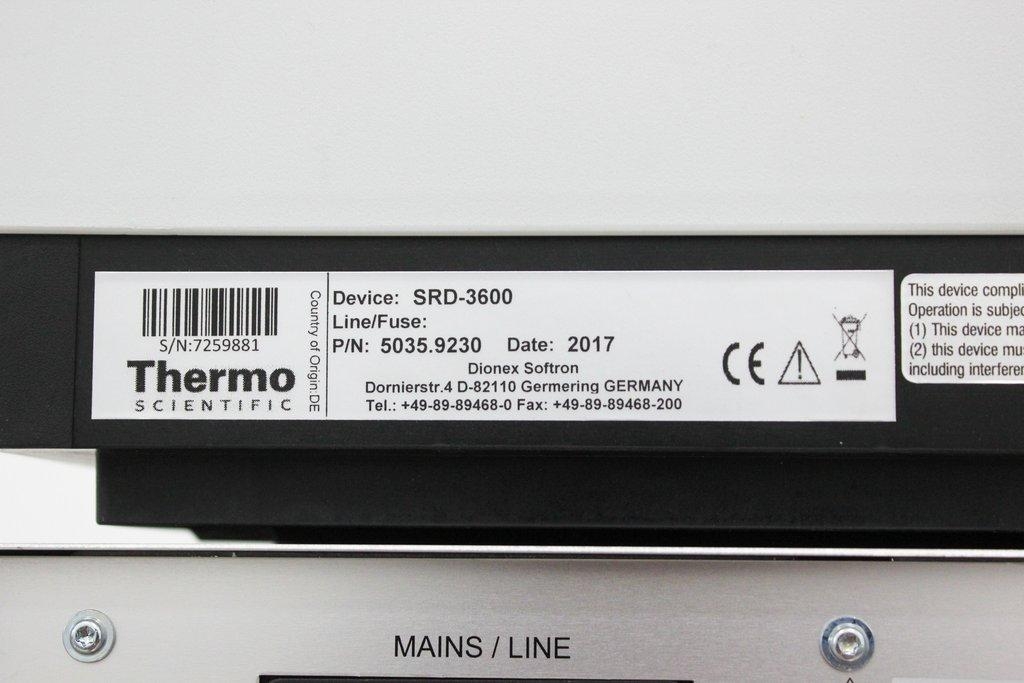 S/N:7259881
Thermo
SCIENTIFIC
Country of Origin:DE
Device: SRD-3600
Line/Fuse:
P/N: 5035.9230 Date: 2017
Dionex Softron
Dornierstr.4 D-82110 Germering GERMANY
Tel.: +49-89-89468-0 Fax: +49-89-89468-200
CE
This device compli
Operation is subjec
(1) This device ma
(2) this device mus
including interferen
MAINS / LINE